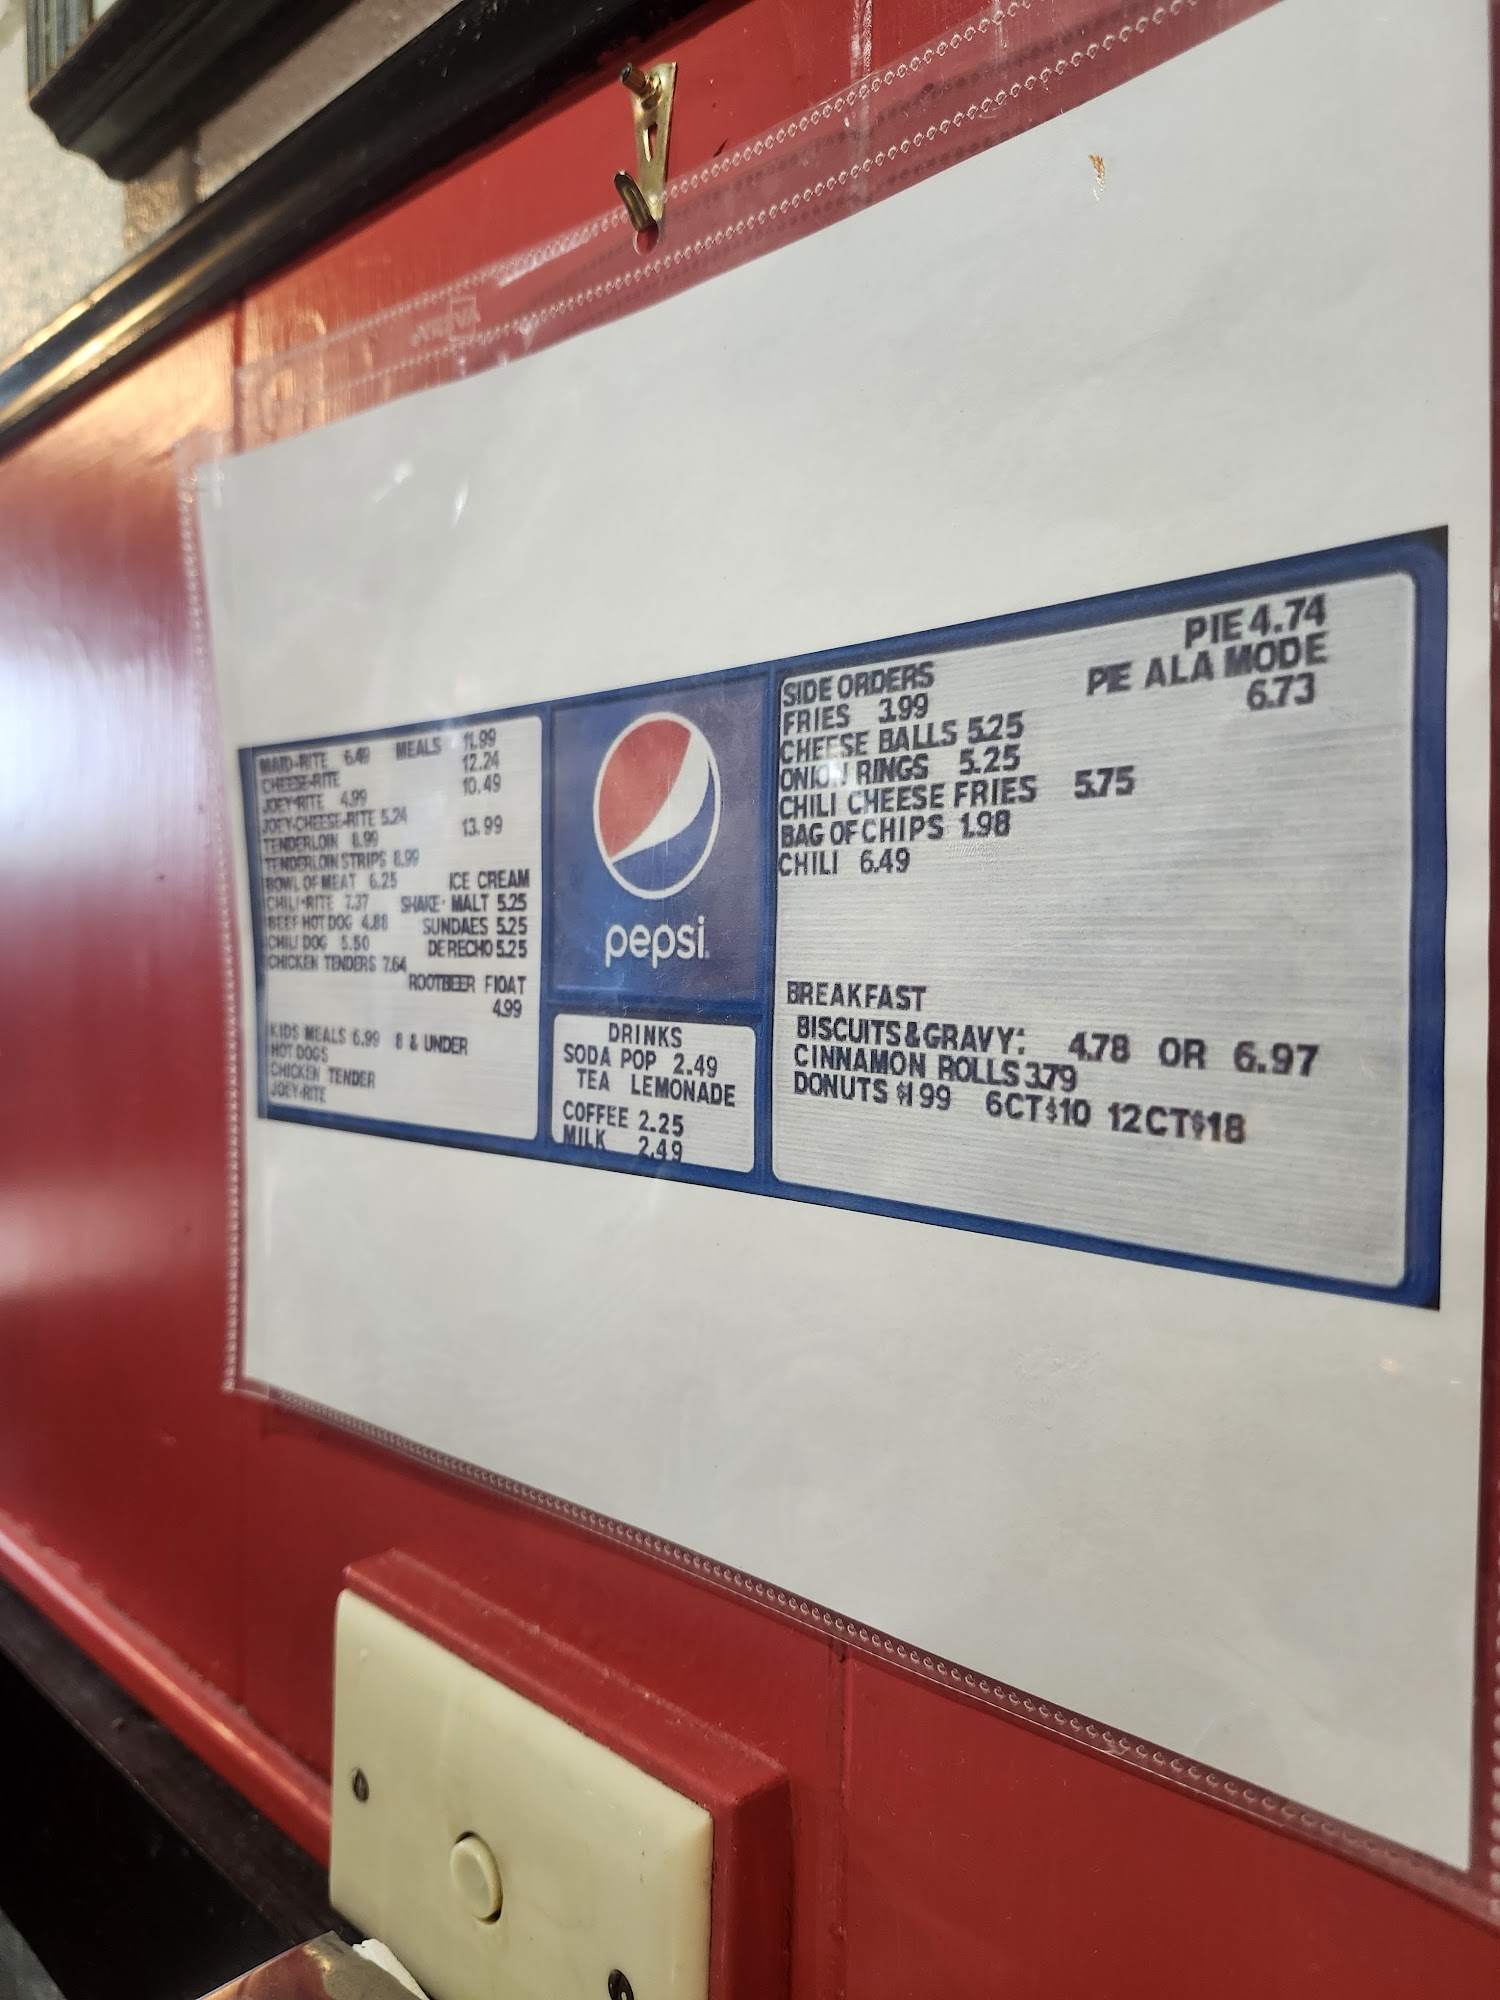 MAID-RITE 6.49 MEALS 11.99
CHEESE-RITE 12.24
JOEY-RITE 4.99 10.49
JOEY-CHEESE-RITE 5.24
TENDERLOIN 8.99 13.99
TENDERLOIN STRIPS 8.99
BOWL OF MEAT 6.25 ICE CREAM
CHILI-RITE 7.37 SHAKE· MALT 5.25
BEEF HOT DOG 4.88 SUNDAES 5.25
CHILI DOG 5.50 DERECHO 5.25
CHICKEN TENDERS 7.64
ROOTBEER FlOAT
4.99
KIDS MEALS 6.99 8 & UNDER
HOT DOGS
CHICKEN TENDER
JOEY-RITE
pepsi
DRINKS
SODA POP 2.49
TEA LEMONADE
COFFEE 2.25
MILK 2.49
PIE 4.74
PIE ALA MODE
6.73
SIDE ORDERS
FRIES 3.99
CHEESE BALLS 5.25
ONION RINGS 5.25
CHILI CHEESE FRIES 5.75
BAG OF CHIPS 1.98
CHILI 6.49
BREAKFAST
BISCUITS & GRAVY: 4.78 OR 6.97
CINNAMON ROLLS 3.79
DONUTS $1 99 6CT $10 12CT $18